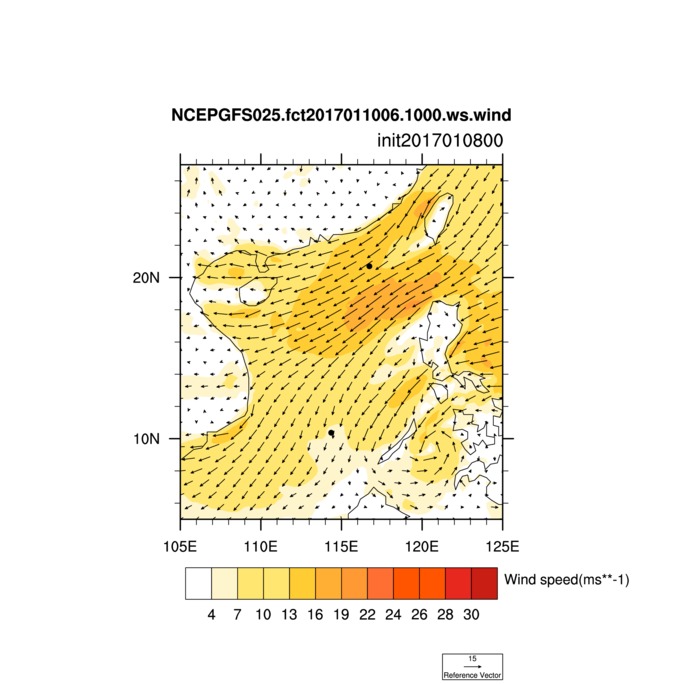 NCEPGFS025.fct2017011006.1000.ws.wind
init2017010800
20N
10N
105E 110E 115E 120E 125E
Wind speed(ms**-1)
4 7 10 13 16 19 22 24 26 28 30
15
Reference Vector